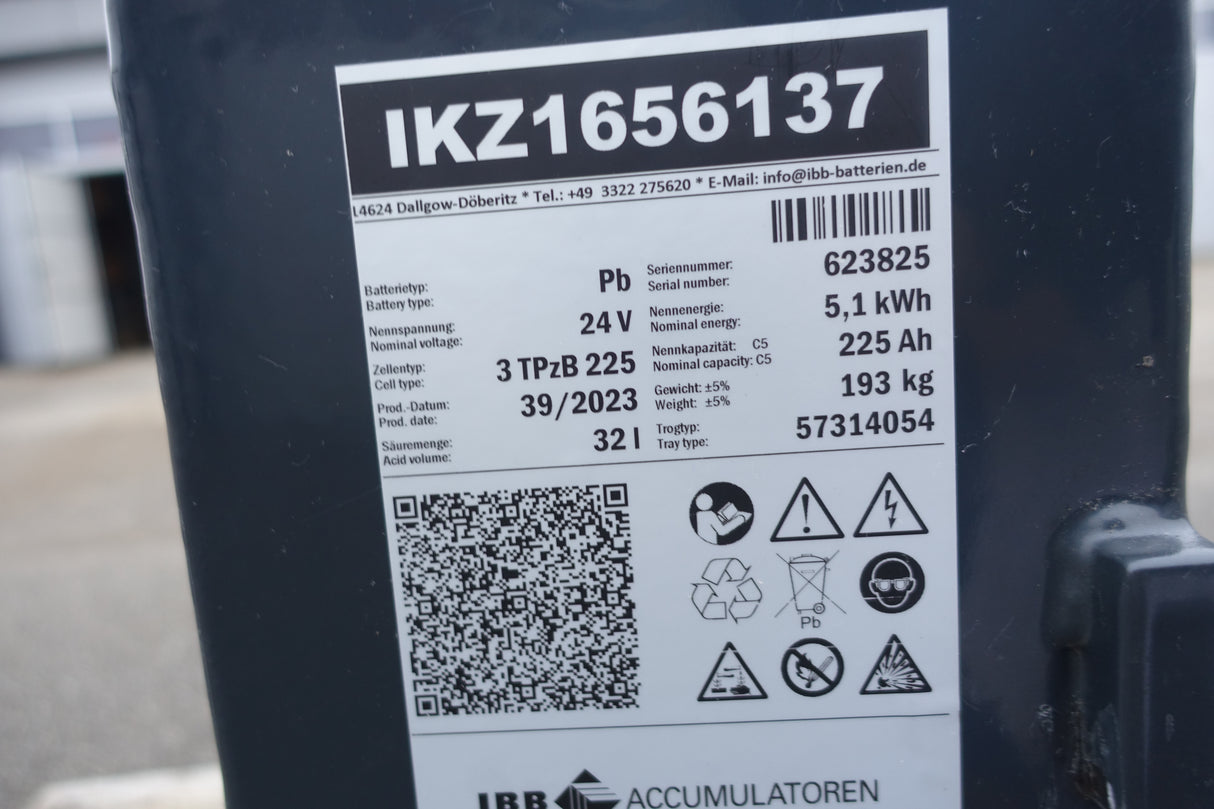 IKZ1656137
14624 Dallgow-Döberitz * Tel.: +49 3322 275620 * E-Mail: info@ibb-batterien.de
Batterietyp:
Battery type:
Pb
Seriennummer:
Serial number:
623825
Nennspannung:
Nominal voltage:
24 V
Nennenergie:
Nominal energy:
5,1 kWh
Zellentyp:
Cell type:
3 TPzB 225
Nennkapazität: C5
Nominal capacity: C5
225 Ah
Prod.-Datum:
Prod. date:
39/2023
Gewicht: ±5%
Weight: ±5%
193 kg
Säuremenge:
Acid volume:
32 l
Trogtyp:
Tray type:
57314054
Pb
IBB ACCUMULATOREN